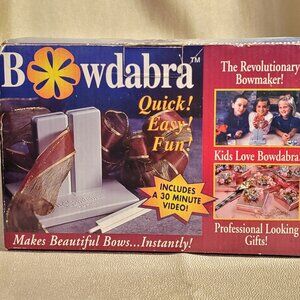 Bowdabra™
Quick!
Easy!
Fun!
INCLUDES
A 30 MINUTE
VIDEO!
Makes Beautiful Bows...Instantly!
The Revolutionary
Bowmaker!
Kids Love Bowdabra.
Professional Looking
Gifts!